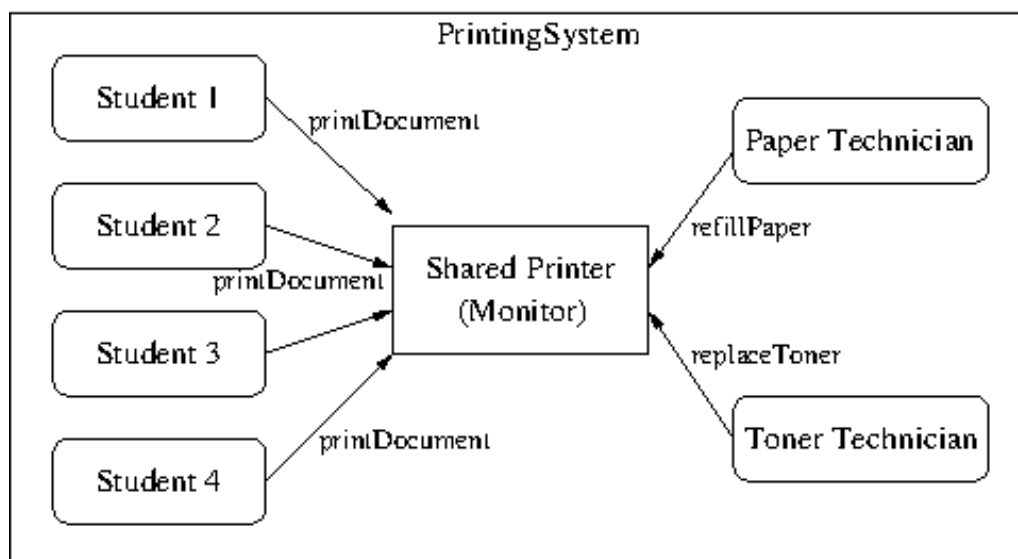 PrintingSystem
Student 1
printDocument
Paper Technician
Student 2
refillPaper
printDocument
Shared Printer
(Monitor)
Student 3
replaceToner
printDocument
Toner Technician
Student 4